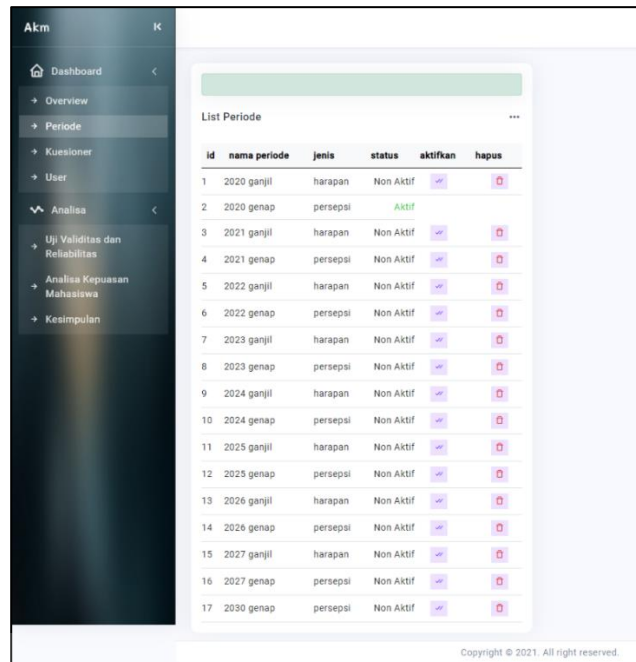 Akm
Dashboard
Overview
Periode
Kuesioner
User
Analisa
Uji Validitas dan
Reliabilitas
Analisa Kepuasan
Mahasiswa
Kesimpulan
List Periode
id nama periode jenis status aktifkan hapus
1 2020 ganjil harapan Non Aktif
2 2020 genap persepsi Aktif
3 2021 ganjil harapan Non Aktif
4 2021 genap persepsi Non Aktif
5 2022 ganjil harapan Non Aktif
6 2022 genap persepsi Non Aktif
7 2023 ganjil harapan Non Aktif
8 2023 genap persepsi Non Aktif
9 2024 ganjil harapan Non Aktif
10 2024 genap persepsi Non Aktif
11 2025 ganjil harapan Non Aktif
12 2025 genap persepsi Non Aktif
13 2026 ganjil harapan Non Aktif
14 2026 genap persepsi Non Aktif
15 2027 ganjil harapan Non Aktif
16 2027 genap persepsi Non Aktif
17 2030 genap persepsi Non Aktif
Copyright © 2021. All right reserved.